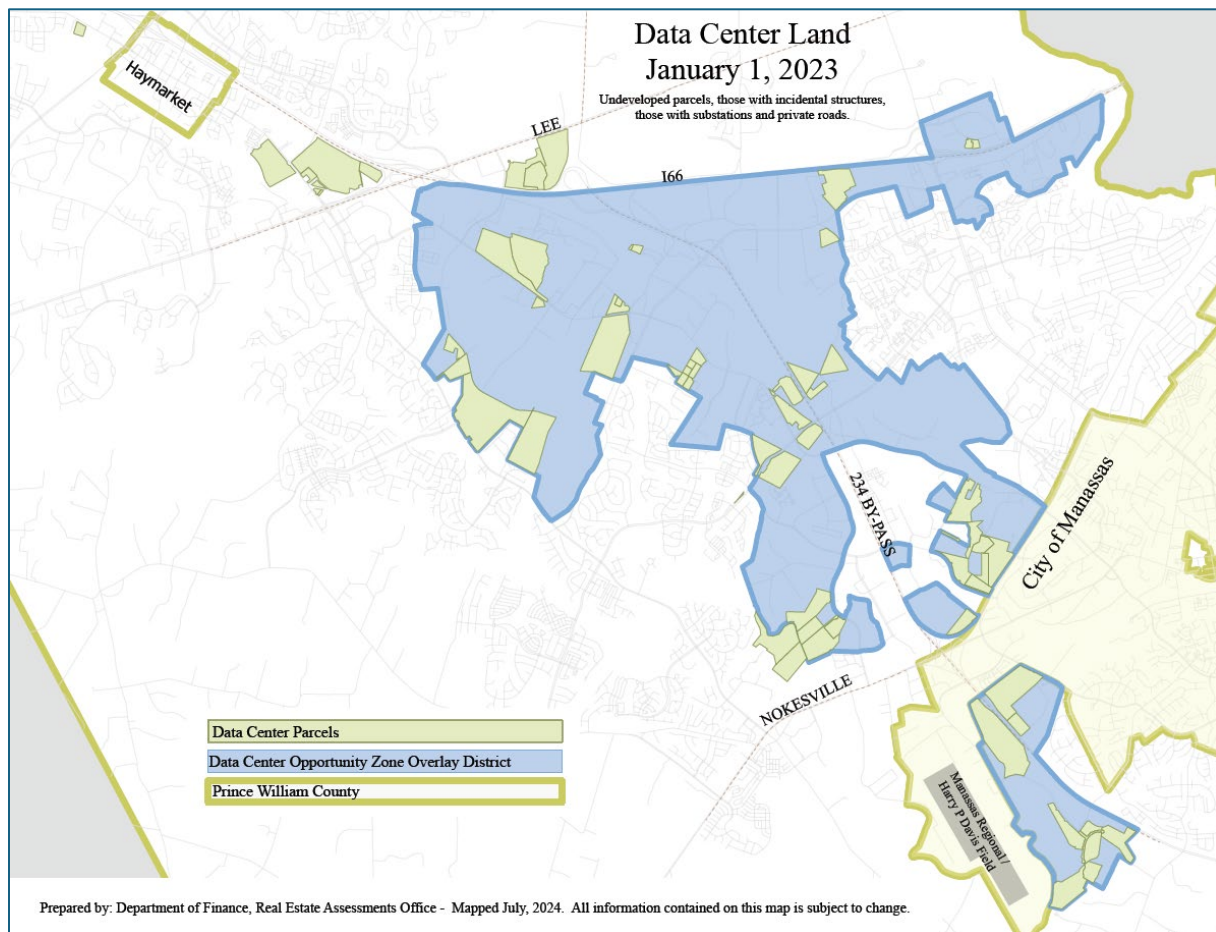 Data Center Land
January 1, 2023
Undeveloped parcels, those with incidental structures,
those with substations and private roads.
Haymarket
LEE
I66
234 BY-PASS
City of Manassas
NOKESVILLE
Manassas Regional /
Harry P Davis Field
Data Center Parcels
Data Center Opportunity Zone Overlay District
Prince William County
Prepared by: Department of Finance, Real Estate Assessments Office - Mapped July, 2024. All information contained on this map is subject to change.